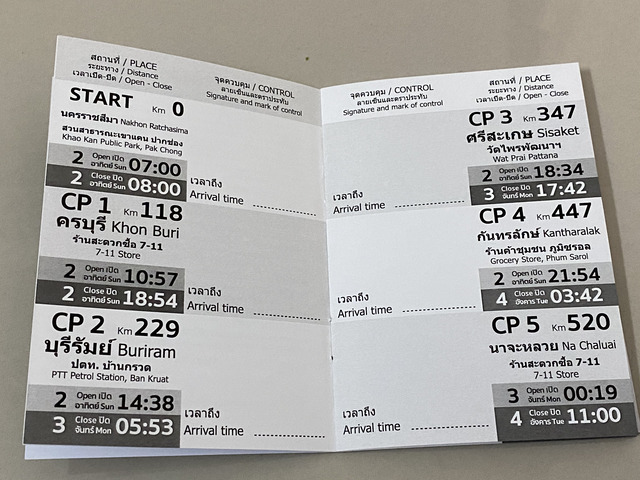 สถานที่ / PLACE
ระยะทาง / Distance
เวลาเปิด-ปิด / Open - Close
จุดควบคุม / CONTROL
ลายเซ็นและตราประทับ
Signature and mark of control
START Km 0
นครราชสีมา Nakhon Ratchasima
สวนสาธารณะเขาแคน ปากช่อง
Khao Kan Public Park, Pak Chong
2 Open เปิด อาทิตย์ Sun 07:00
2 Close ปิด อาทิตย์ Sun 08:00
เวลาถึง
Arrival time
CP 1 Km 118
ครบุรี Khon Buri
ร้านสะดวกซื้อ 7-11
7-11 Store
2 Open เปิด อาทิตย์ Sun 10:57
2 Close ปิด อาทิตย์ Sun 18:54
เวลาถึง
Arrival time
CP 2 Km 229
บุรีรัมย์ Buriram
ปตท. บ้านกรวด
PTT Petrol Station, Ban Kruat
2 Open เปิด อาทิตย์ Sun 14:38
3 Close ปิด จันทร์ Mon 05:53
เวลาถึง
Arrival time
จุดควบคุม / CONTROL
ลายเซ็นและตราประทับ
Signature and mark of control
สถานที่ / PLACE
ระยะทาง / Distance
เวลาเปิด-ปิด / Open - Close
CP 3 Km 347
ศรีสะเกษ Sisaket
วัดไพรพัฒนาฯ
Wat Prai Pattana
2 Open เปิด อาทิตย์ Sun 18:34
3 Close ปิด จันทร์ Mon 17:42
เวลาถึง
Arrival time
CP 4 Km 447
กันทรลักษ์ Kantharalak
ร้านค้าชุมชน ภูมิซรอล
Grocery Store, Phum Sarol
2 Open เปิด อาทิตย์ Sun 21:54
4 Close ปิด อังคาร Tue 03:42
เวลาถึง
Arrival time
CP 5 Km 520
นาจะหลวย Na Chaluai
ร้านสะดวกซื้อ 7-11
7-11 Store
3 Open เปิด จันทร์ Mon 00:19
4 Close ปิด อังคาร Tue 11:00
เวลาถึง
Arrival time